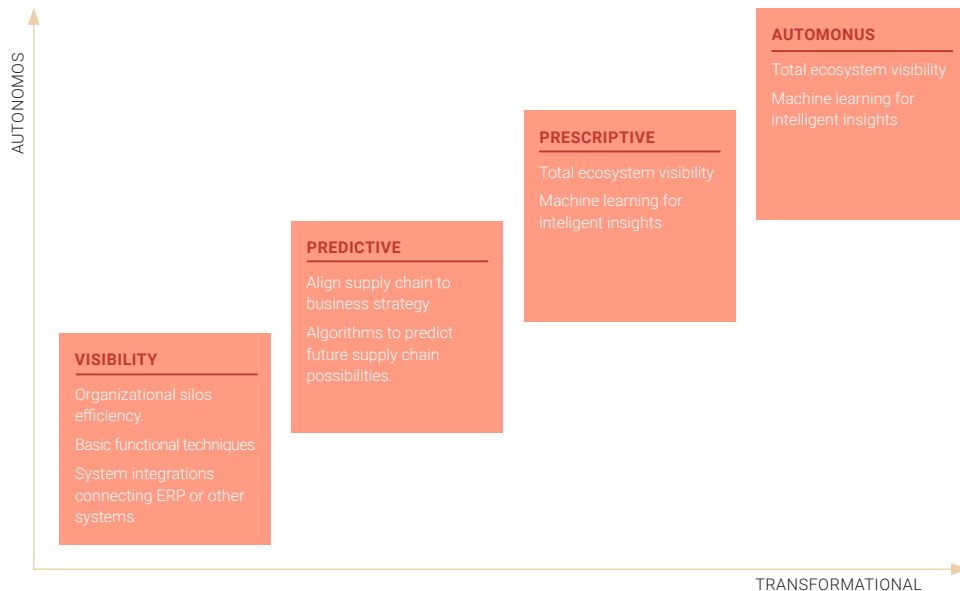 AUTONOMOS
AUTOMONUS
Total ecosystem visibility
Machine learning for
intelligent insights
PRESCRIPTIVE
Total ecosystem visibility
Machine learning for
inteligent insights
PREDICTIVE
Align supply chain to
business strategy
Algorithms to predict
future supply chain
possibilities.
VISIBILITY
Organizational silos
efficiency.
Basic functional techniques
System integrations
connecting ERP or other
systems
TRANSFORMATIONAL